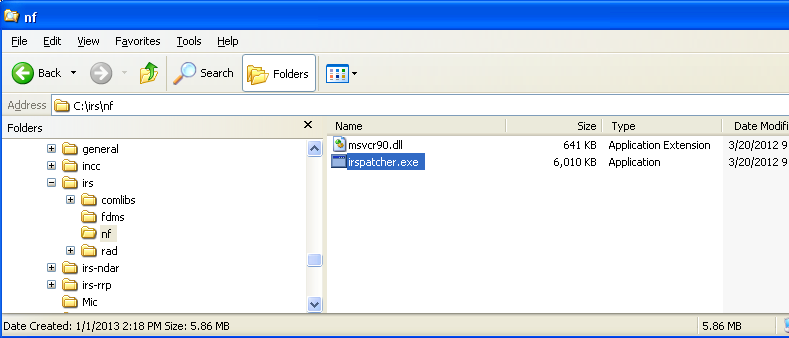 nf
File Edit View Favorites Tools Help
Back Search Folders
Address C:\irs\nf
Folders
Name Size Type Date Modifi
general
msvcr90.dll 641 KB Application Extension 3/20/2012 9
incc
irspatcher.exe 6,010 KB Application 3/20/2012 9
irs
comlibs
fdms
nf
rad
irs-ndar
irs-rrp
Mic
Date Created: 1/1/2013 2:18 PM Size: 5.86 MB 5.86 MB